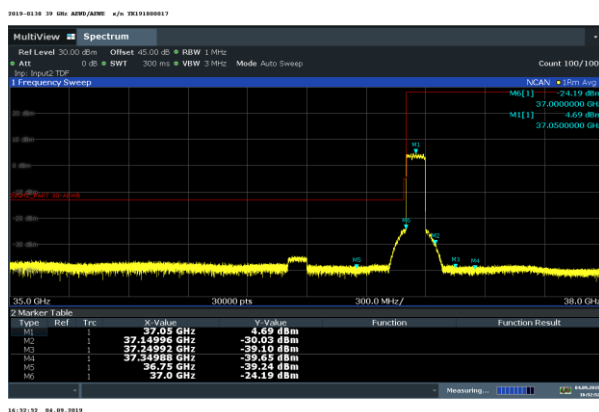 2019-0138 39 GHz AEWD/AEWE s/n YK191800017
MultiView Spectrum
Ref Level 30.00 dBm Offset 45.00 dB RBW 1 MHz
Att 0 dB SWT 300 ms VBW 3 MHz Mode Auto Sweep Count 100/100
Inp: Input2 TDF
1 Frequency Sweep NCAN 1Rm Avg
M6[1] -24.19 dBm
37.0000000 GHz
M1[1] 4.69 dBm
37.0500000 GHz
M1
M6
M2
M5 M3 M4
35.0 GHz 30000 pts 300.0 MHz/ 38.0 GHz
2 Marker Table
Type Ref Trc X-Value Y-Value Function Function Result
M1 1 37.05 GHz 4.69 dBm
M2 1 37.14996 GHz -30.03 dBm
M3 1 37.24992 GHz -39.10 dBm
M4 1 37.34988 GHz -39.65 dBm
M5 1 36.75 GHz -39.24 dBm
M6 1 37.0 GHz -24.19 dBm
Measuring... 04.09.2019
16:32:52 04.09.2019